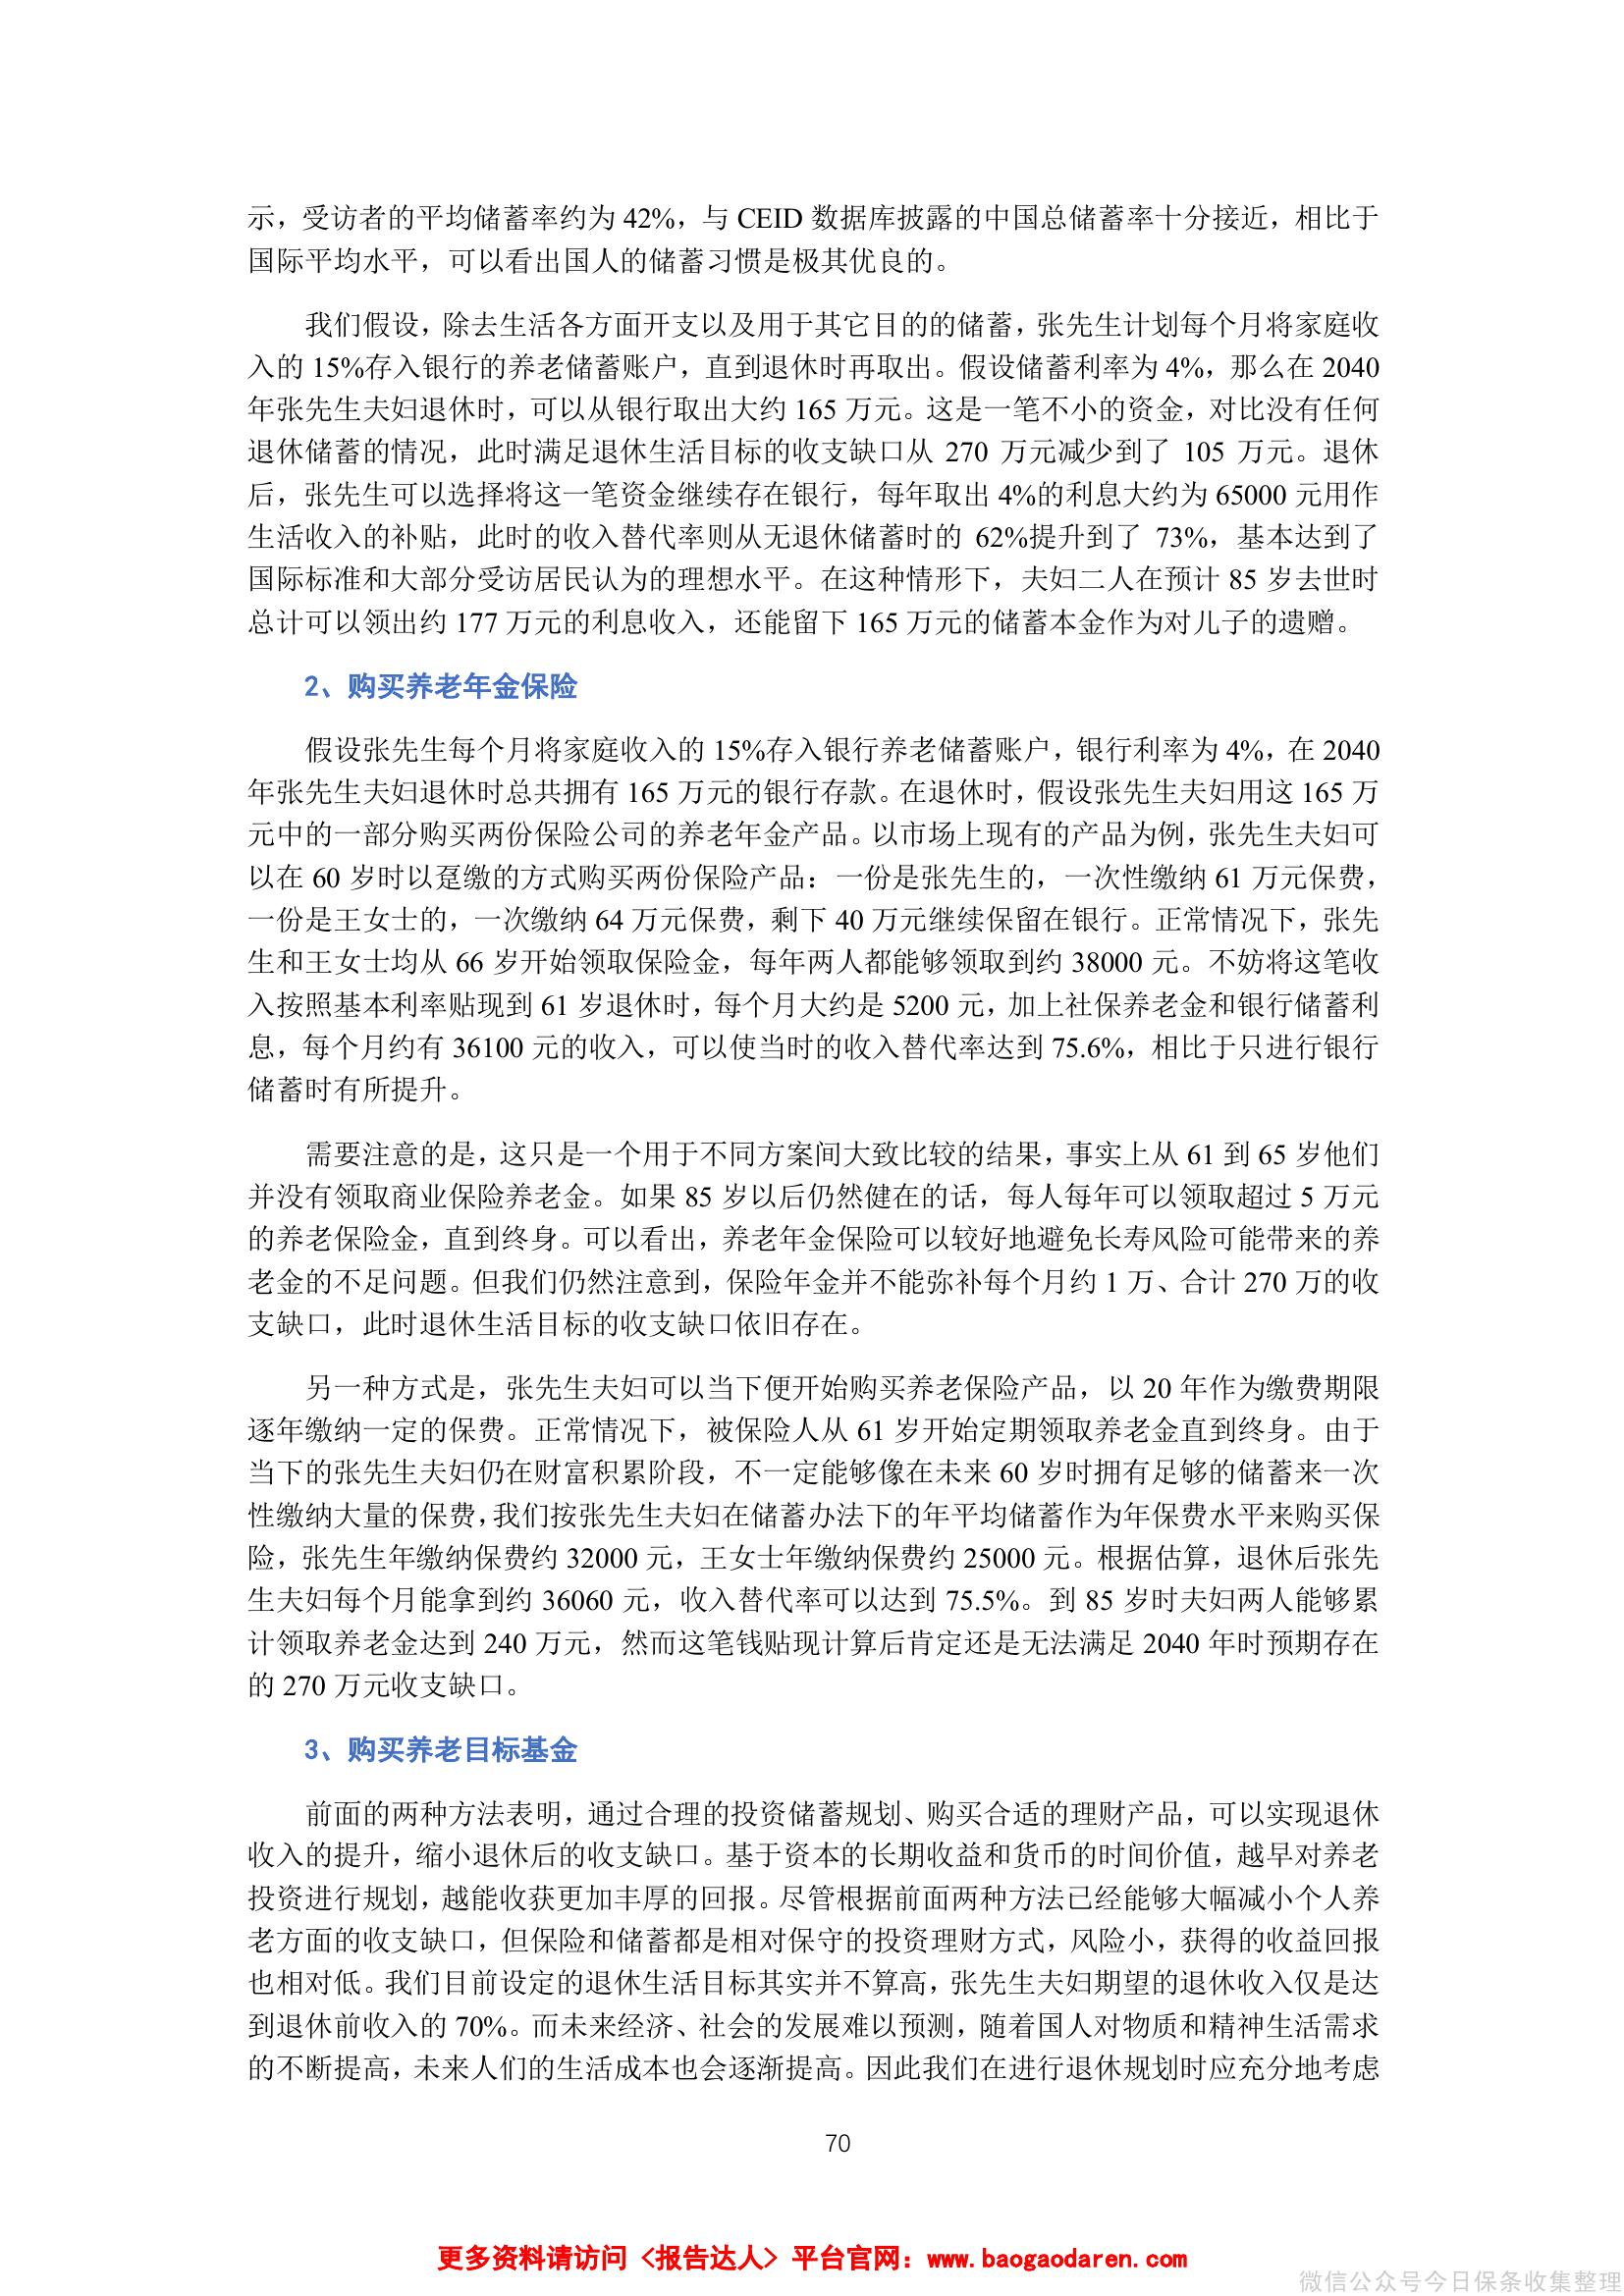 示，受访者的平均储蓄率约为 42%，与 CEID 数据库披露的中国总储蓄率十分接近，相比于
国际平均水平，可以看出国人的储蓄习惯是极其优良的。
我们假设，除去生活各方面开支以及用于其它目的的储蓄，张先生计划每个月将家庭收
入的 15%存入银行的养老储蓄账户，直到退休时再取出。假设储蓄利率为 4%，那么在 2040
年张先生夫妇退休时，可以从银行取出大约 165 万元。这是一笔不小的资金，对比没有任何
退休储蓄的情况，此时满足退休生活目标的收支缺口从 270 万元减少到了 105 万元。退休
后，张先生可以选择将这一笔资金继续存在银行，每年取出 4%的利息大约为 65000 元用作
生活收入的补贴，此时的收入替代率则从无退休储蓄时的 62%提升到了 73%，基本达到了
国际标准和大部分受访居民认为的理想水平。在这种情形下，夫妇二人在预计 85 岁去世时
总计可以领出约 177 万元的利息收入，还能留下 165 万元的储蓄本金作为对儿子的遗赠。
2、购买养老年金保险
假设张先生每个月将家庭收入的 15%存入银行养老储蓄账户，银行利率为 4%，在 2040
年张先生夫妇退休时总共拥有 165 万元的银行存款。在退休时，假设张先生夫妇用这 165 万
元中的一部分购买两份保险公司的养老年金产品。以市场上现有的产品为例，张先生夫妇可
以在 60 岁时以趸缴的方式购买两份保险产品：一份是张先生的，一次性缴纳 61 万元保费，
一份是王女士的，一次缴纳 64 万元保费，剩下 40 万元继续保留在银行。正常情况下，张先
生和王女士均从 66 岁开始领取保险金，每年两人都能够领取到约 38000 元。不妨将这笔收
入按照基本利率贴现到 61 岁退休时，每个月大约是 5200 元，加上社保养老金和银行储蓄利
息，每个月约有 36100 元的收入，可以使当时的收入替代率达到 75.6%，相比于只进行银行
储蓄时有所提升。
需要注意的是，这只是一个用于不同方案间大致比较的结果，事实上从 61 到 65 岁他们
并没有领取商业保险养老金。如果 85 岁以后仍然健在的话，每人每年可以领取超过 5 万元
的养老保险金，直到终身。可以看出，养老年金保险可以较好地避免长寿风险可能带来的养
老金的不足问题。但我们仍然注意到，保险年金并不能弥补每个月约 1 万、合计 270 万的收
支缺口，此时退休生活目标的收支缺口依旧存在。
另一种方式是，张先生夫妇可以当下便开始购买养老保险产品，以 20 年作为缴费期限
逐年缴纳一定的保费。正常情况下，被保险人从 61 岁开始定期领取养老金直到终身。由于
当下的张先生夫妇仍在财富积累阶段，不一定能够像在未来 60 岁时拥有足够的储蓄来一次
性缴纳大量的保费，我们按张先生夫妇在储蓄办法下的年平均储蓄作为年保费水平来购买保
险，张先生年缴纳保费约 32000 元，王女士年缴纳保费约 25000 元。根据估算，退休后张先
生夫妇每个月能拿到约 36060 元，收入替代率可以达到 75.5%。到 85 岁时夫妇两人能够累
计领取养老金达到 240 万元，然而这笔钱贴现计算后肯定还是无法满足 2040 年时预期存在
的 270 万元收支缺口。
3、购买养老目标基金
前面的两种方法表明，通过合理的投资储蓄规划、购买合适的理财产品，可以实现退休
收入的提升，缩小退休后的收支缺口。基于资本的长期收益和货币的时间价值，越早对养老
投资进行规划，越能收获更加丰厚的回报。尽管根据前面两种方法已经能够大幅减小个人养
老方面的收支缺口，但保险和储蓄都是相对保守的投资理财方式，风险小，获得的收益回报
也相对低。我们目前设定的退休生活目标其实并不算高，张先生夫妇期望的退休收入仅是达
到退休前收入的 70%。而未来经济、社会的发展难以预测，随着国人对物质和精神生活需求
的不断提高，未来人们的生活成本也会逐渐提高。因此我们在进行退休规划时应充分地考虑
70
更多资料请访问《报告达人》平台官网：www.baogaodaren.com
微信公众号今日保条收集整理